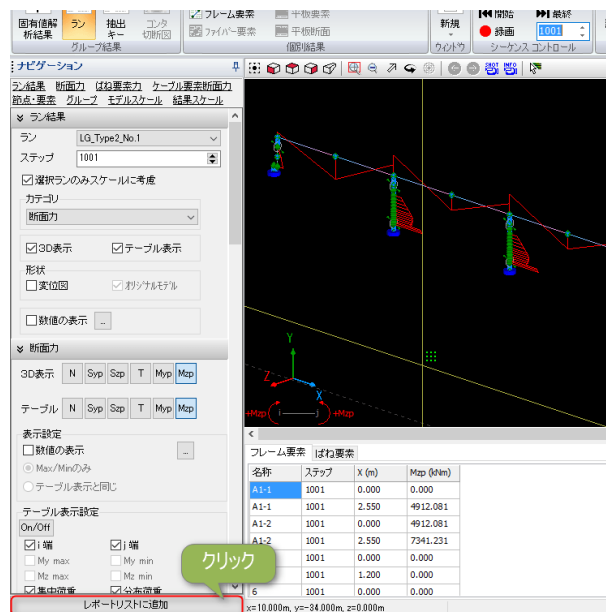 固有値解
析結果
ラン
抽出
キー
コンタ
切断図
グループ結果
フレーム要素
平板要素
ファイバー要素
平板断面
個別結果
新規
ウィンドウ
開始
最終
録画
1001
シーケンス コントロール
ナビゲーション
ラン結果 断面力 ばね要素力 ケーブル要素断面力
節点・要素 グループ モデルスケール 結果スケール
ラン結果
ラン LG_Type2_No.1
ステップ 1001
選択ランのみスケールに考慮
カテゴリ
断面力
3D表示 テーブル表示
形状
変位図 オリジナルモデル
数値の表示 ...
断面力
3D表示 N Syp Szp T Myp Mzp
テーブル N Syp Szp T Myp Mzp
表示設定
数値の表示 ...
Max/Minのみ
テーブル表示と同じ
テーブル表示設定
On/Off
i 端 j 端
My max My min
Mz max Mz min
集中荷重 分布荷重
レポートリストに追加
クリック
SHOT
INFO
Y
Z
X
+Mzp i j +Mzp
フレーム要素 ばね要素
名称 ステップ X (m) Mzp (kNm)
A1-1 1001 0.000 0.000
A1-1 1001 2.550 4912.081
A1-2 1001 0.000 4912.081
A1-2 1001 2.550 7341.231
1001 0.000 0.000
1001 1.200 0.000
6 1001 0.000 0.000
x=10.000m, y=-34.000m, z=0.000m